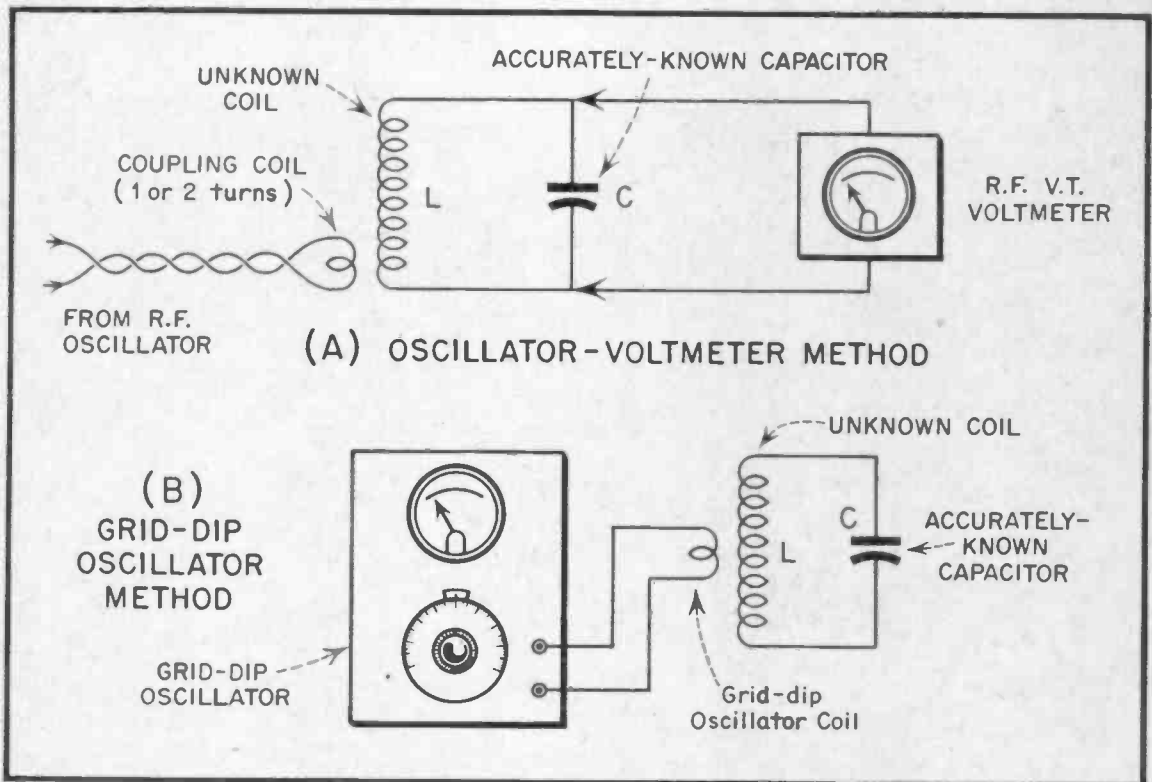 UNKNOWN
COIL
ACCURATELY-KNOWN CAPACITOR
COUPLING COIL
(1 or 2 turns)
L
C
R.F. V.T.
VOLTMETER
FROM R.F.
OSCILLATOR
(A) OSCILLATOR-VOLTMETER METHOD
UNKNOWN COIL
(B)
GRID-DIP
OSCILLATOR
METHOD
C
L
ACCURATELY-
KNOWN
CAPACITOR
GRID-DIP
OSCILLATOR
Grid-dip
Oscillator Coil